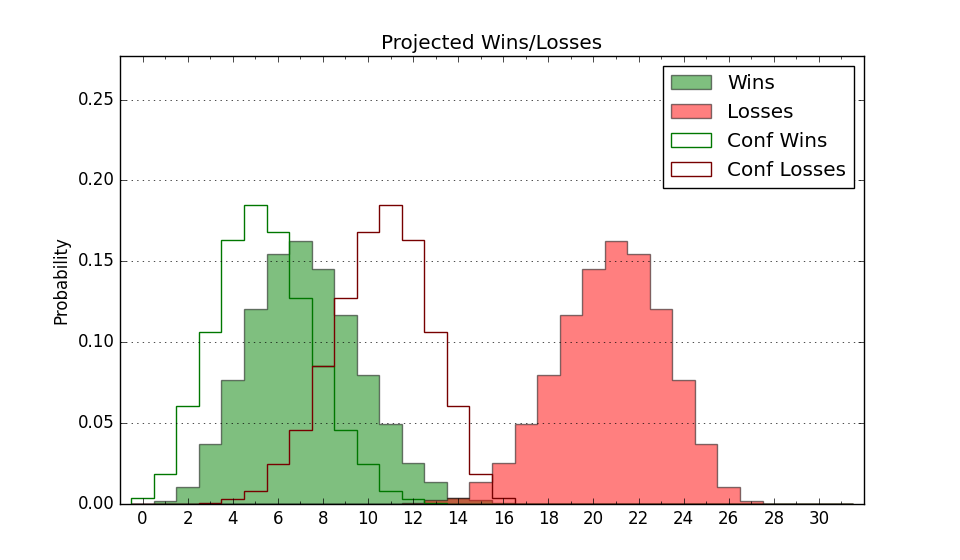 Projected Wins/Losses
Wins
Losses
Conf Wins
Conf Losses
Probability
0.25
0.20
0.15
0.10
0.05
0.00
0 2 4 6 8 10 12 14 16 18 20 22 24 26 28 30